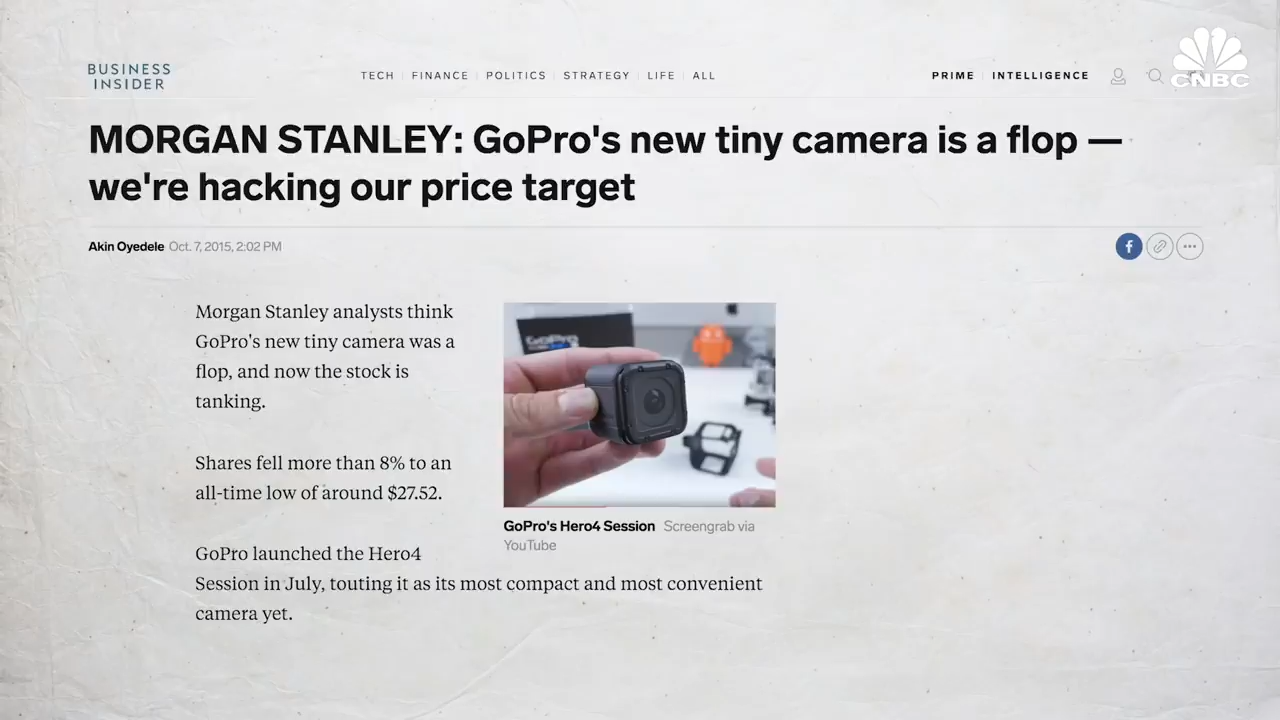 BUSINESS
INSIDER
TECH FINANCE POLITICS STRATEGY LIFE ALL
PRIME INTELLIGENCE
CNBC
MORGAN STANLEY: GoPro's new tiny camera is a flop —
we're hacking our price target
Akin Oyedele Oct. 7, 2015, 2:02 PM
Morgan Stanley analysts think
GoPro's new tiny camera was a
flop, and now the stock is
tanking.
Shares fell more than 8% to an
all-time low of around $27.52.
GoPro
GoPro's Hero4 Session Screengrab via
YouTube
GoPro launched the Hero4
Session in July, touting it as its most compact and most convenient
camera yet.